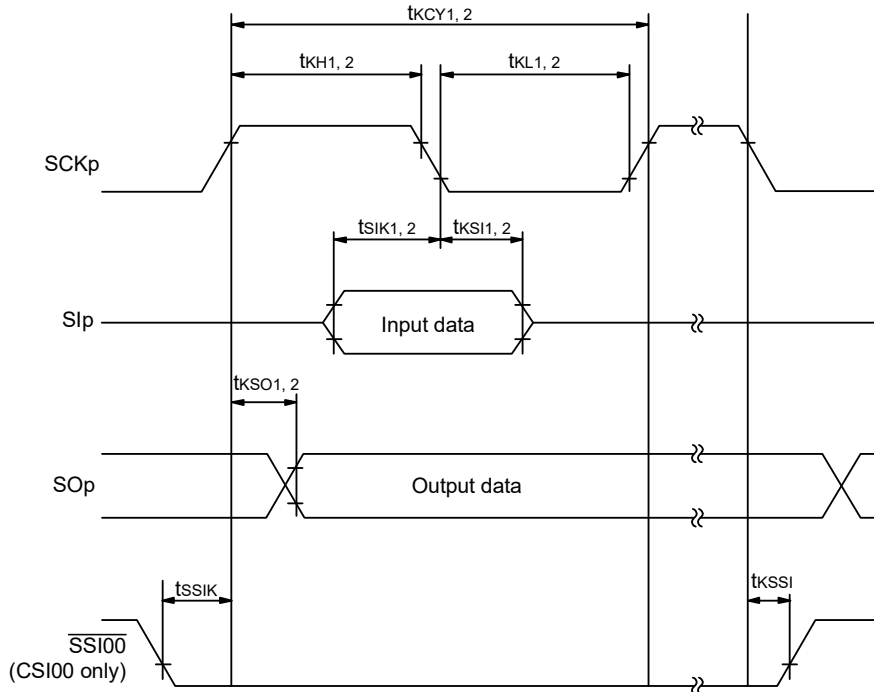 tKCY1, 2
tKH1, 2
tKL1, 2
SCKp
tSIK1, 2
tKSI1, 2
SIp
Input data
tKSO1, 2
SOp
Output data
tSSIK
tKSSI
SSI00
(CSI00 only)